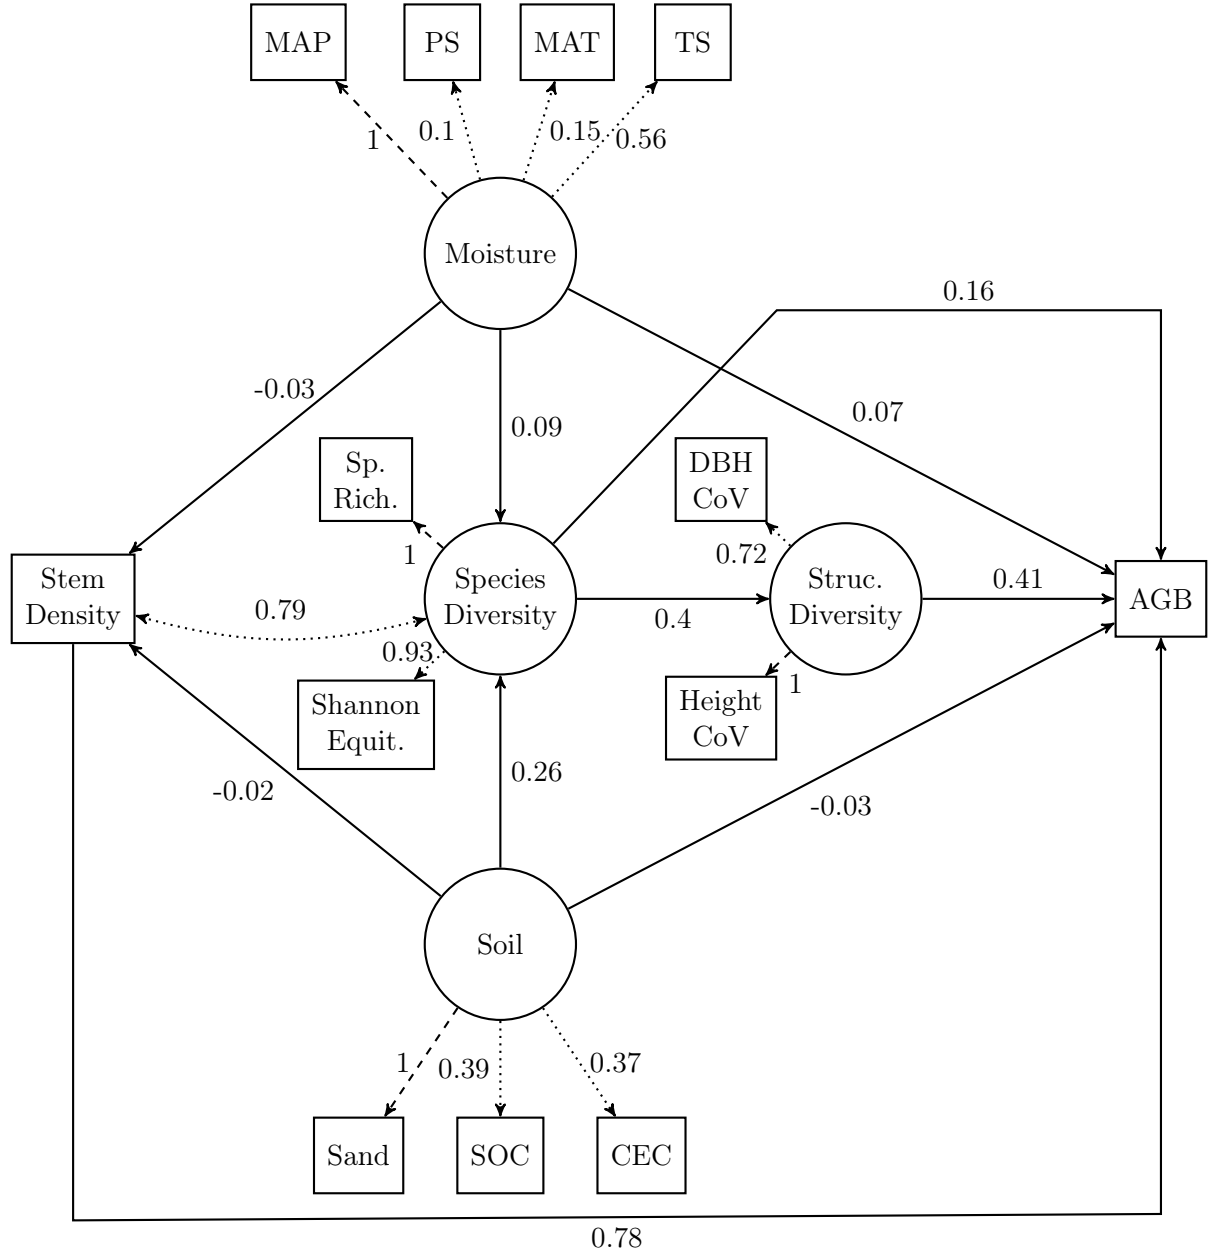 MAP
PS
MAT
TS
1
0.1
0.15
0.56
Moisture
0.16
-0.03
0.09
0.07
Sp.
Rich.
DBH
CoV
1
0.72
Stem
Density
0.79
Species
Diversity
0.4
Struc.
Diversity
0.41
AGB
0.93
Shannon
Equit.
1
Height
CoV
-0.02
0.26
-0.03
Soil
1
0.39
0.37
Sand
SOC
CEC
0.78